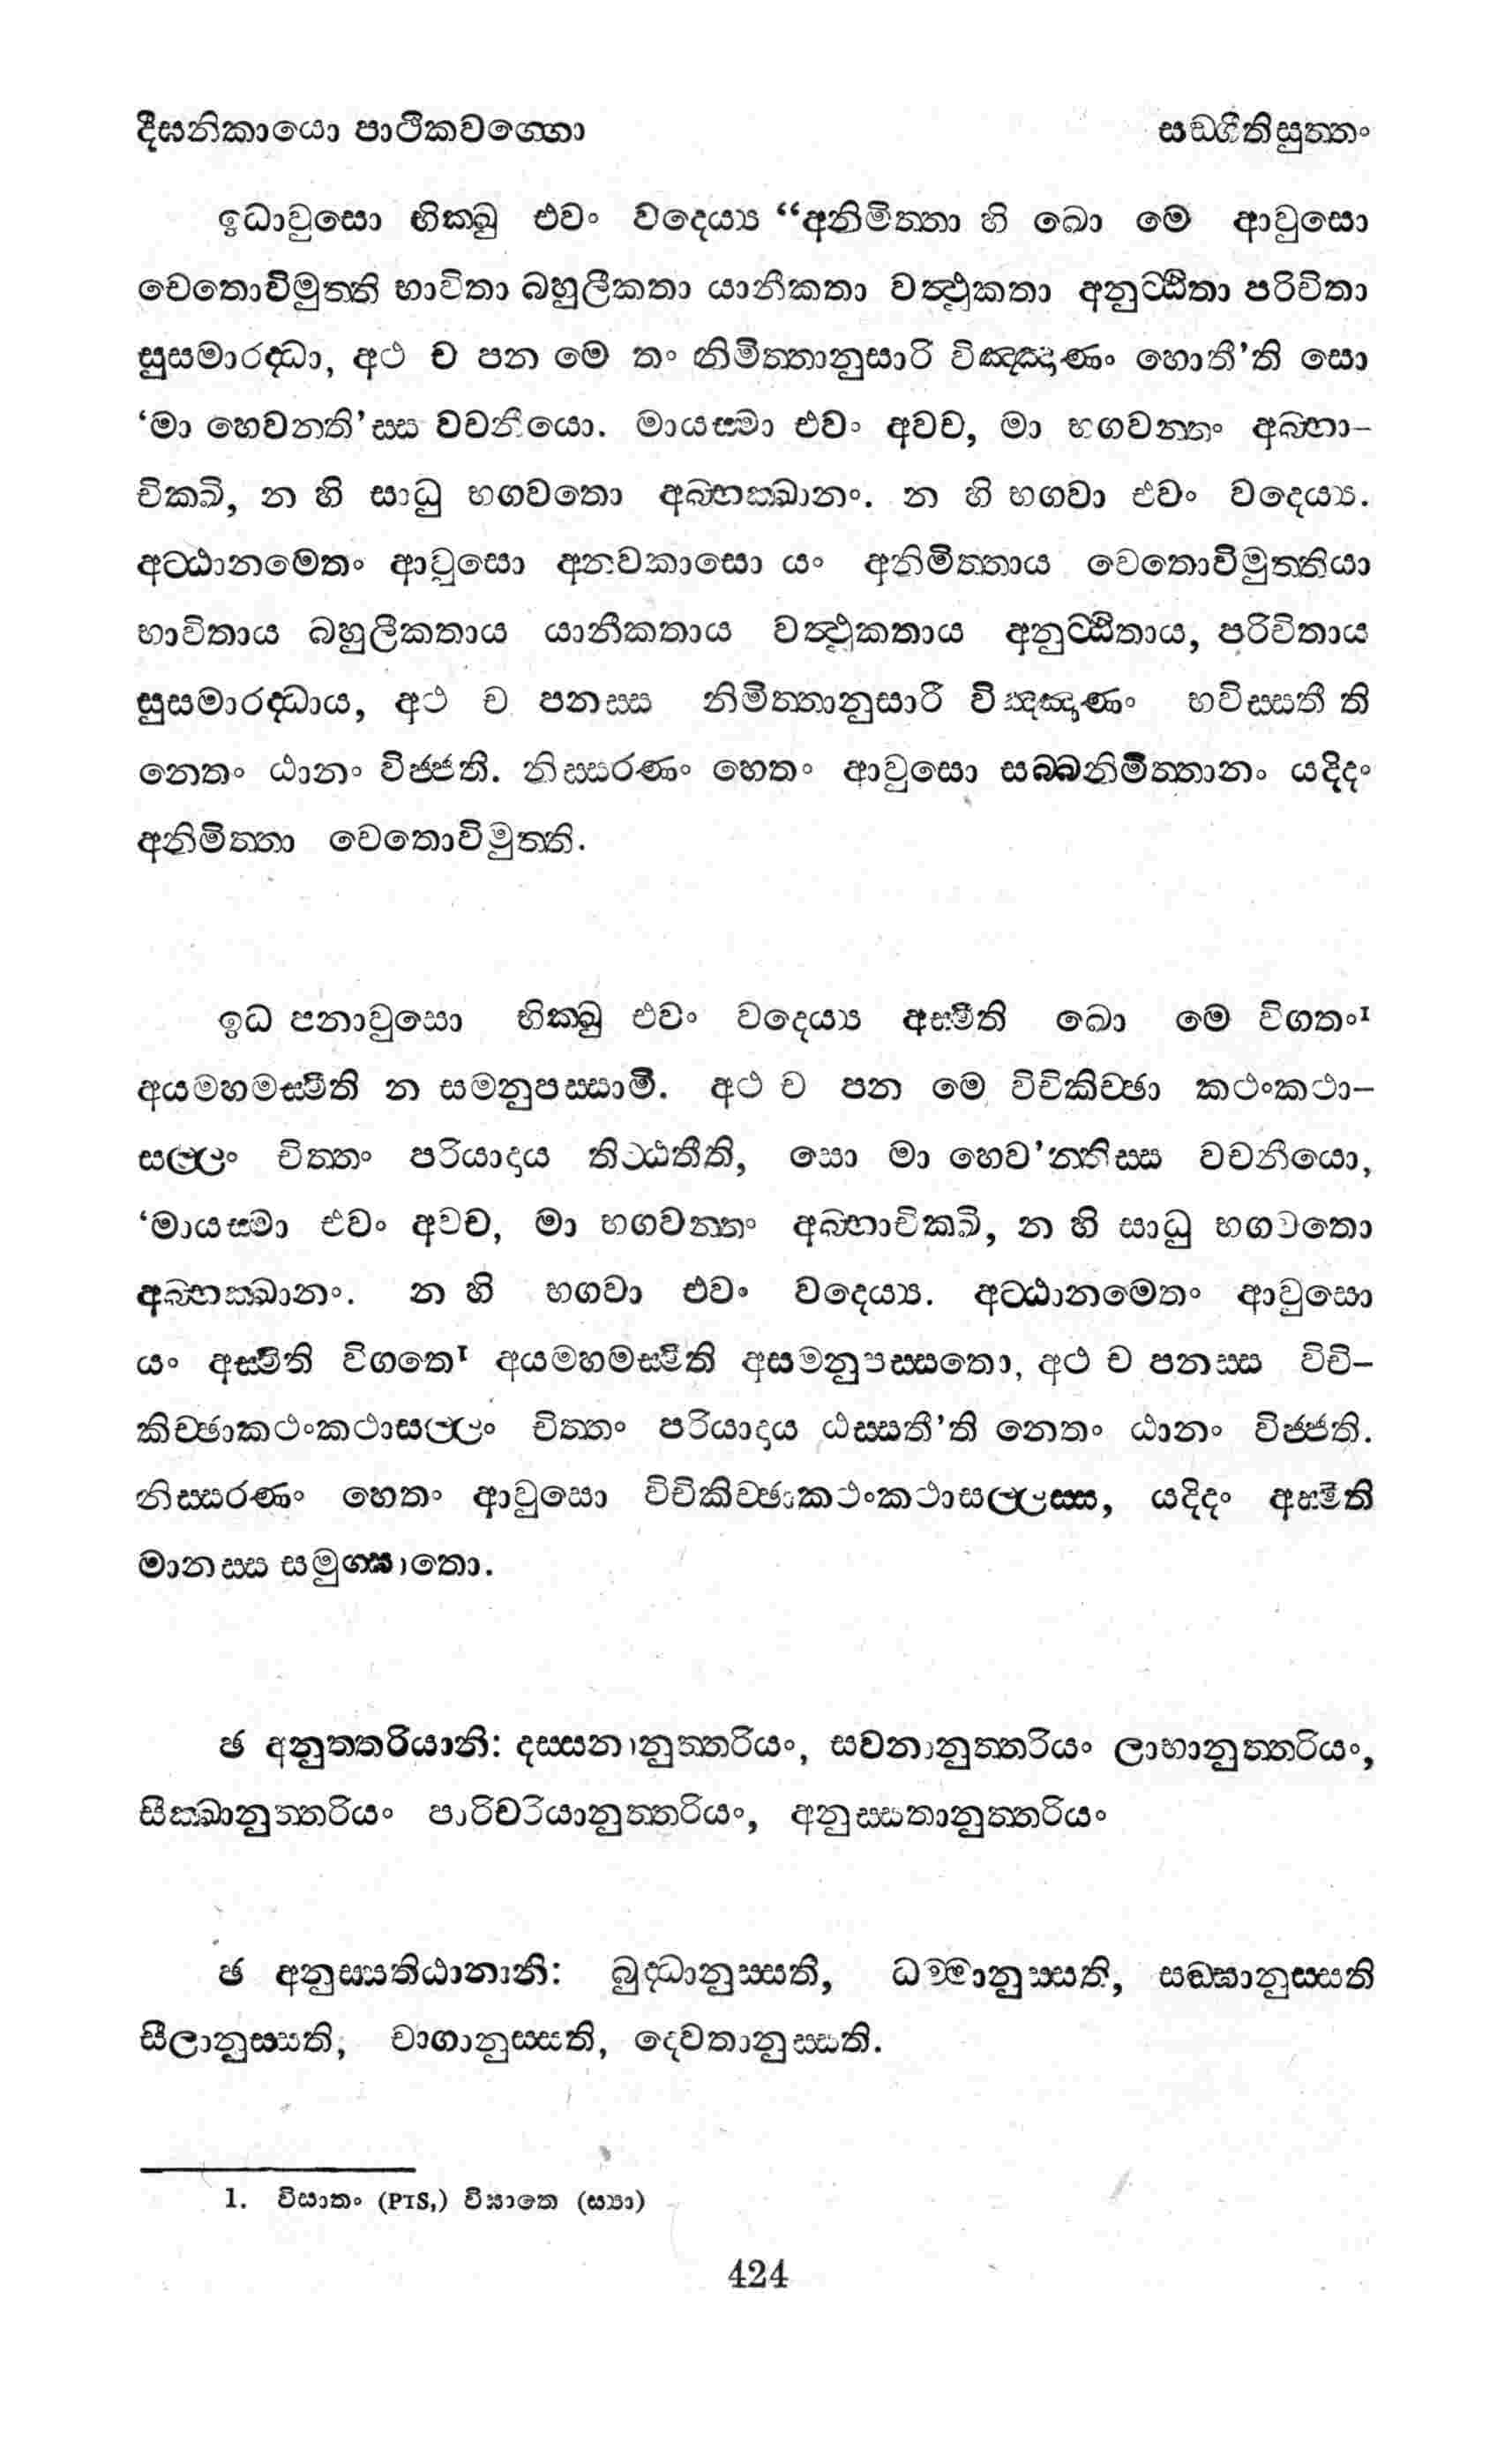 දීඝනිකායො පාථිකවග්ගො සඞ්ගීතිසුත්තං
ඉධාවුසො භික්ඛු එවං වදෙය්‍ය “අනිමිත්තා හි ඛො මෙ ආවුසො
චෙතොවිමුත්ති භාවිතා බහුලීකතා යානීකතා වත්ථුකතා අනුට්ඨිතා පරිචිතා
සුසමාරද්ධා, අථ ච පන මෙ තං නිමිත්තානුසාරි විඤ්ඤාණං හොතී’ති සො
‘මා හෙවනති’ස්ස වචනීයො. මායස්මා එවං අවච, මා භගවන්තං අබ්භා-
චික්ඛි, න හි සාධු භගවතො අබ්භක්ඛානං. න හි භගවා එවං වදෙය්‍ය.
අට්ඨානමෙතං ආවුසො අනවකාසො යං අනිමිත්තාය චෙතොවිමුත්තියා
භාවිතාය බහුලීකතාය යානීකතාය වත්ථුකතාය අනුට්ඨිතාය, පරිචිතාය
සුසමාරද්ධාය, අථ ච පනස්ස නිමිත්තානුසාරී විඤ්ඤාණං භවිස්සතී ති
නෙතං ඨානං විජ්ජති. නිස්සරණං හෙතං ආවුසො සබ්බනිමිත්තානං යදිදං
අනිමිත්තා චෙතොවිමුත්ති.
ඉධ පනාවුසො භික්ඛු එවං වදෙය්‍ය අස්මීති ඛො මෙ විගතං¹
අයමහමස්මීති න සමනුපස්සාමි. අථ ච පන මෙ විචිකිච්ඡා කථංකථා-
සල්ලං චිත්තං පරියාදාය තිට්ඨතීති, සො මා හෙව’න්තිස්ස වචනීයො,
‘මායස්මා එවං අවච, මා භගවන්තං අබ්භාචික්ඛි, න හි සාධු භගවතො
අබ්භක්ඛානං. න හි භගවා එවං වදෙය්‍ය. අට්ඨානමෙතං ආවුසො
යං අස්මීති විගතෙ¹ අයමහමස්මීති අසමනුපස්සතො, අථ ච පනස්ස විචි-
කිච්ඡාකථංකථාසල්ලං චිත්තං පරියාදාය ඨස්සතී’ති නෙතං ඨානං විජ්ජති.
නිස්සරණං හෙතං ආවුසො විචිකිච්ඡාකථංකථාසල්ලස්ස, යදිදං අස්මීති
මානස්ස සමුග්ඝාතො.
ඡ අනුත්තරියානි: දස්සනානුත්තරියං, සවනානුත්තරියං ලාභානුත්තරියං,
සික්ඛානුත්තරියං පාරිචරියානුත්තරියං, අනුස්සතානුත්තරියං
ඡ අනුස්සතිඨානානි: බුද්ධානුස්සති, ධම්මානුස්සති, සඞ්ඝානුස්සති
සීලානුස්සති, චාගානුස්සති, දෙවතානුස්සති.
1. විඝාතං (PTS,) විඝාතෙ (ස්‍යා)
424